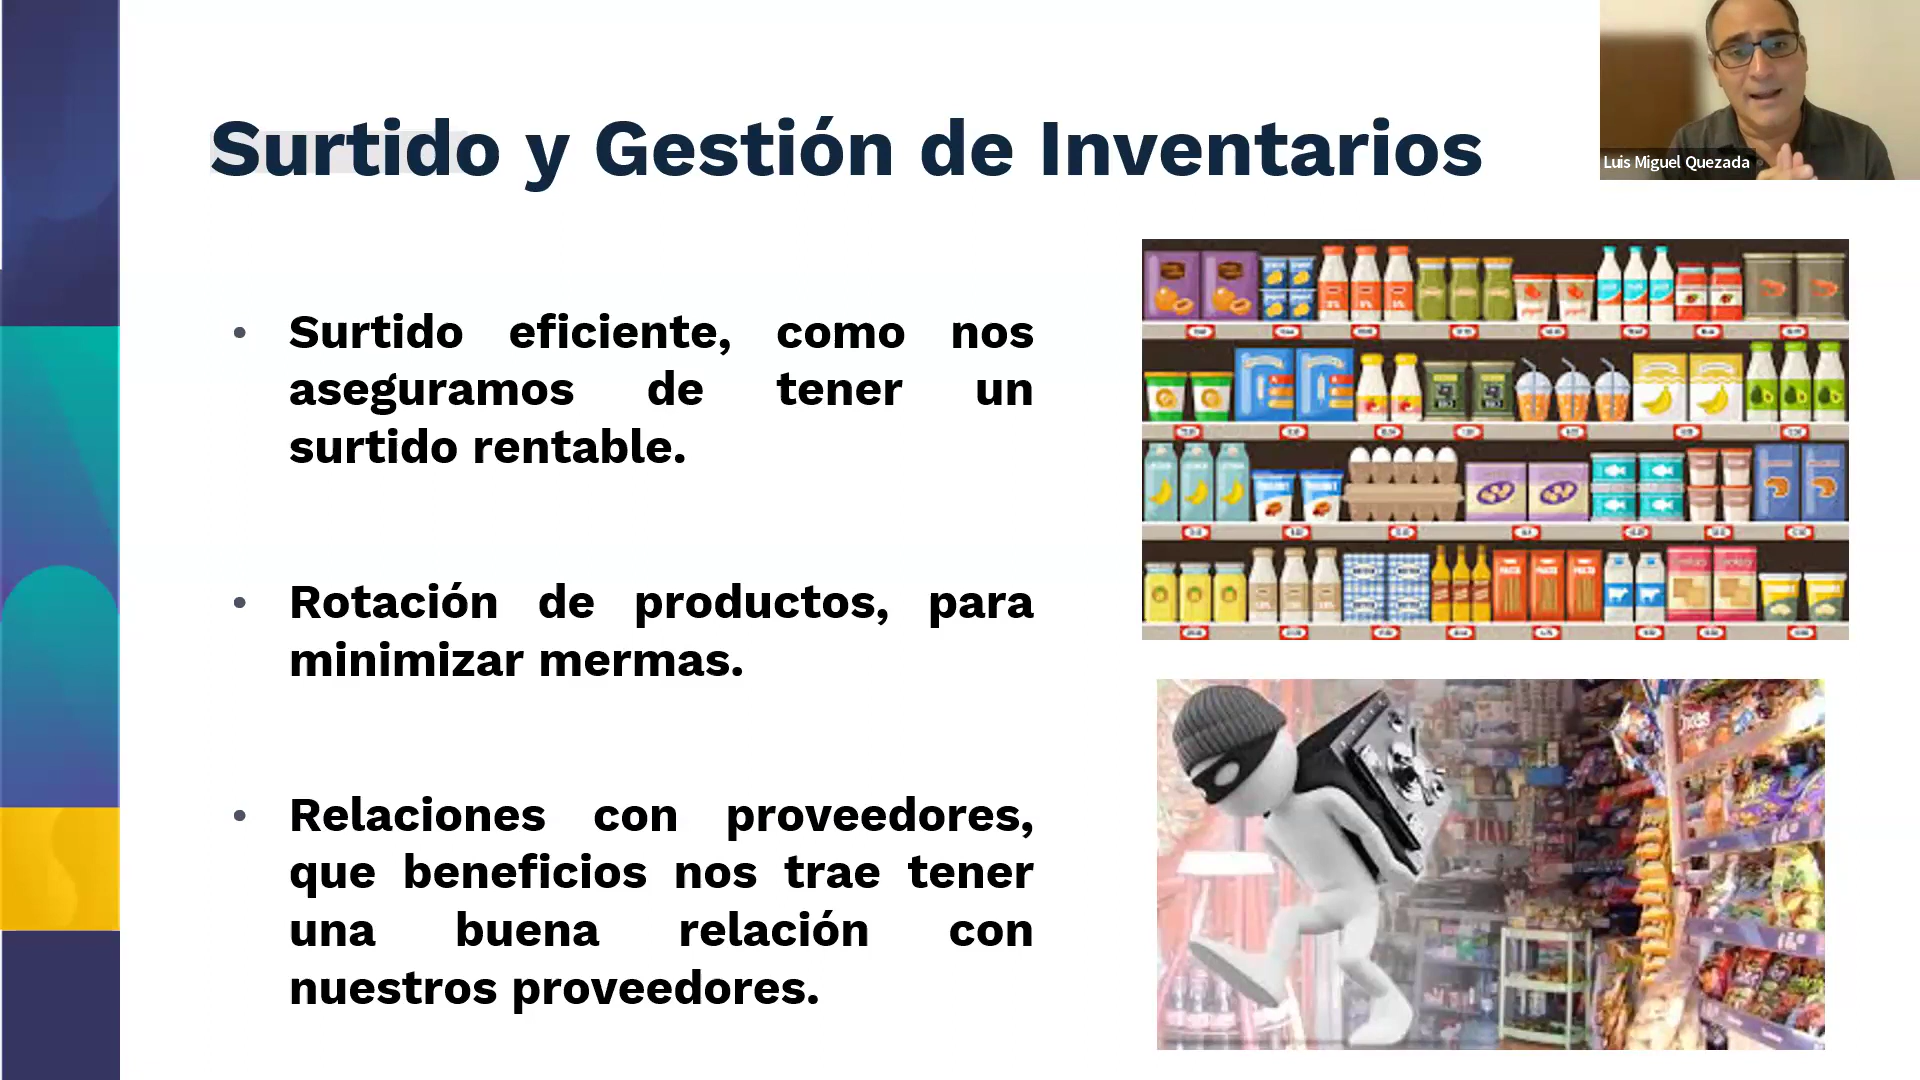 Surtido y Gestión de Inventarios
Luis Miguel Quezada
• Surtido eficiente, como nos
aseguramos de tener un
surtido rentable.
• Rotación de productos, para
minimizar mermas.
• Relaciones con proveedores,
que beneficios nos trae tener
una buena relación con
nuestros proveedores.